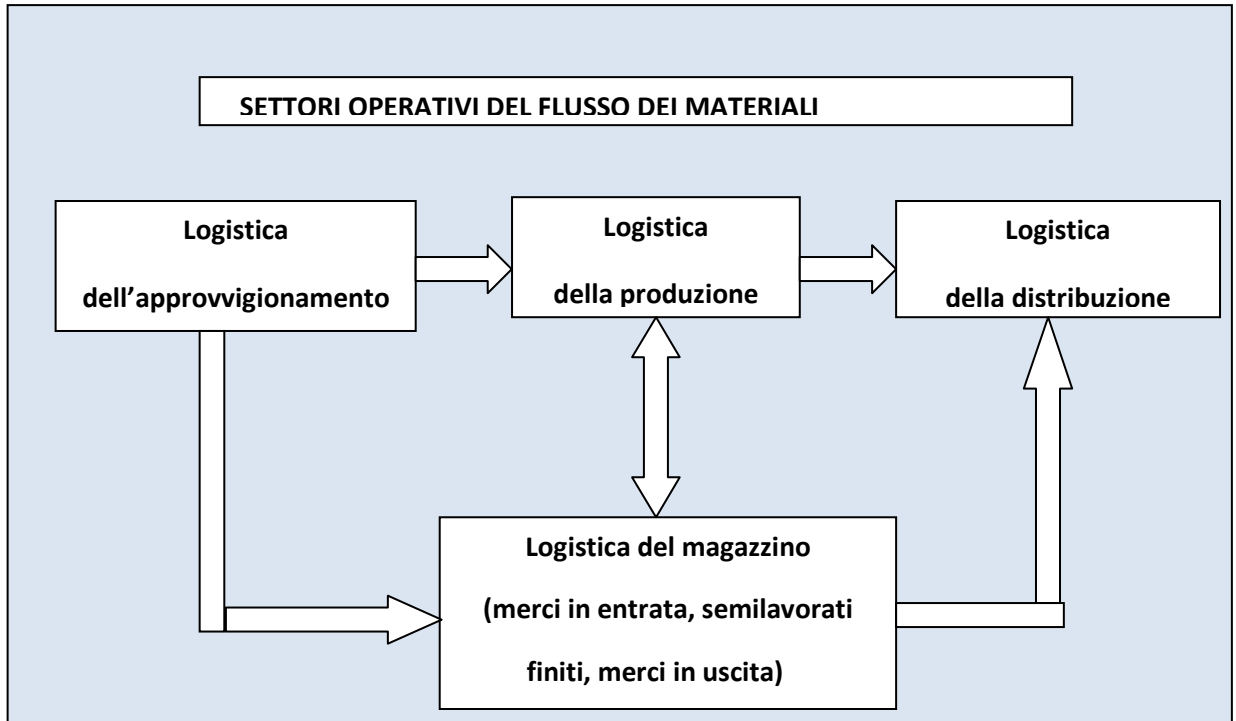 SETTORI OPERATIVI DEL FLUSSO DEI MATERIALI
Logistica
dell’approvvigionamento
Logistica
della produzione
Logistica
della distribuzione
Logistica del magazzino
(merci in entrata, semilavorati
finiti, merci in uscita)